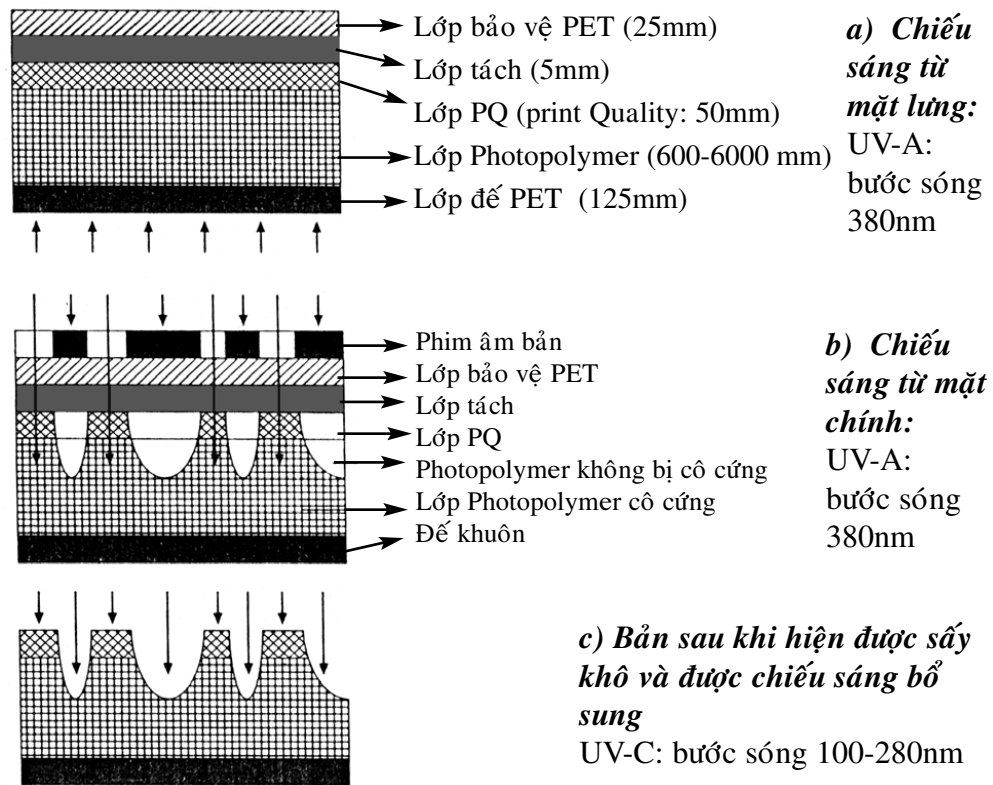 Lớp bảo vệ PET (25mm)
Lớp tách (5mm)
Lớp PQ (print Quality: 50mm)
Lớp Photopolymer (600-6000 mm)
Lớp đế PET (125mm)
a) Chiếu
sáng từ
mặt lưng:
UV-A:
bước sóng
380nm
Phim âm bản
Lớp bảo vệ PET
Lớp tách
Lớp PQ
Photopolymer không bị cô cứng
Lớp Photopolymer cô cứng
Đế khuôn
b) Chiếu
sáng từ mặt
chính:
UV-A:
bước sóng
380nm
c) Bản sau khi hiện được sấy
khô và được chiếu sáng bổ
sung
UV-C: bước sóng 100-280nm